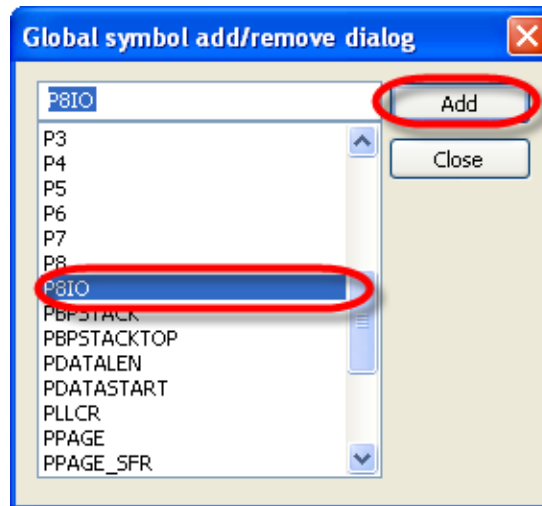 Global symbol add/remove dialog
P8IO
Add
Close
P3
P4
P5
P6
P7
P8
P8IO
PBPSTACK
PBPSTACKTOP
PDATALEN
PDATASTART
PLLCR
PPAGE
PPAGE_SFR